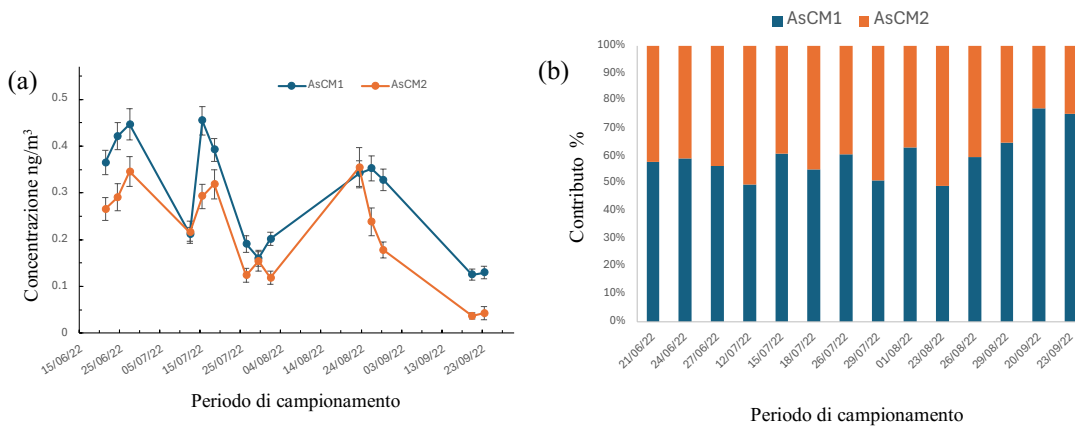 (a)
AsCM1 AsCM2
0.5
0.4
0.3
0.2
0.1
0
Concentrazione ng/m³
15/06/22 25/06/22 05/07/22 15/07/22 25/07/22 04/08/22 14/08/22 24/08/22 03/09/22 13/09/22 23/09/22
Periodo di campionamento
AsCM1 AsCM2
(b)
100%
90%
80%
70%
60%
50%
40%
30%
20%
10%
0%
Contributo %
21/06/22 24/06/22 27/06/22 12/07/22 15/07/22 18/07/22 26/07/22 29/07/22 01/08/22 23/08/22 26/08/22 29/08/22 20/09/22 23/09/22
Periodo di campionamento